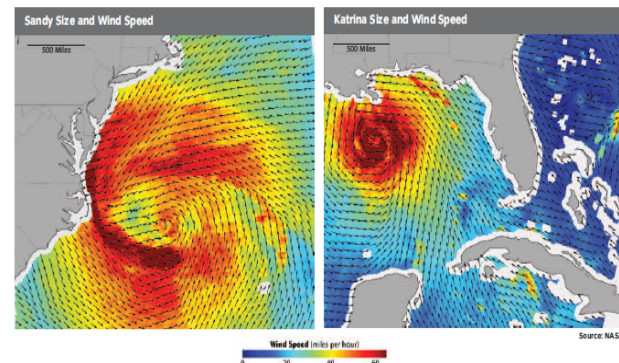 Sandy Size and Wind Speed
Katrina Size and Wind Speed
500 Miles
500 Miles
Source: NAS
Wind Speed (miles per hour)
0 20 40 60